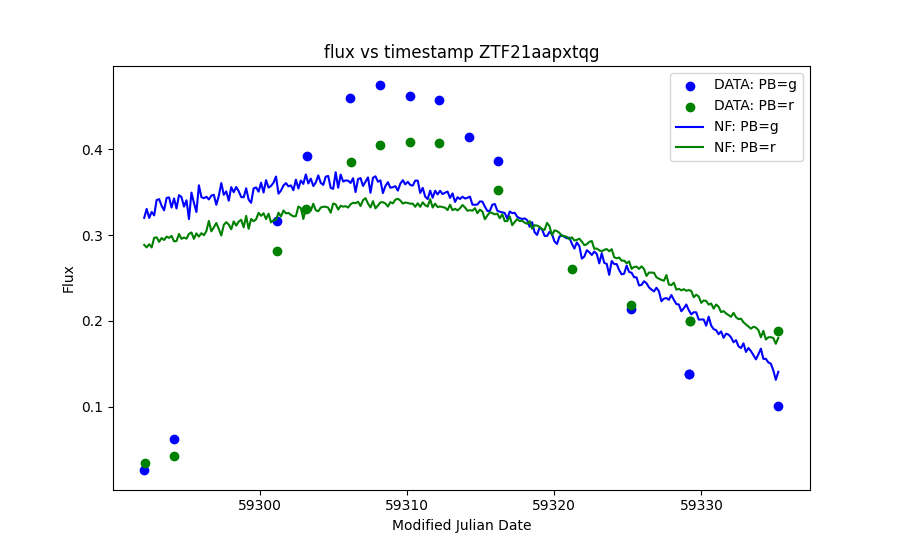 flux vs timestamp ZTF21aapxtqg
DATA: PB=g
DATA: PB=r
NF: PB=g
NF: PB=r
Flux
0.4
0.3
0.2
0.1
59300
59310
59320
59330
Modified Julian Date